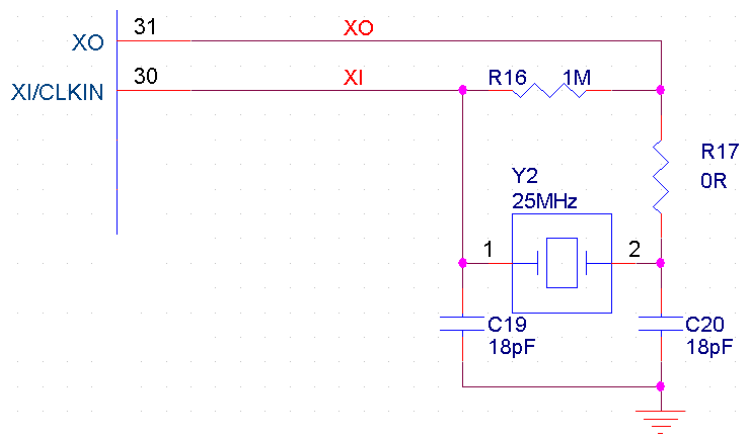 31 XO
XO
30 XI
XI/CLKIN
R16 1M
R17
0R
Y2
25MHz
1 2
C19
18pF
C20
18pF